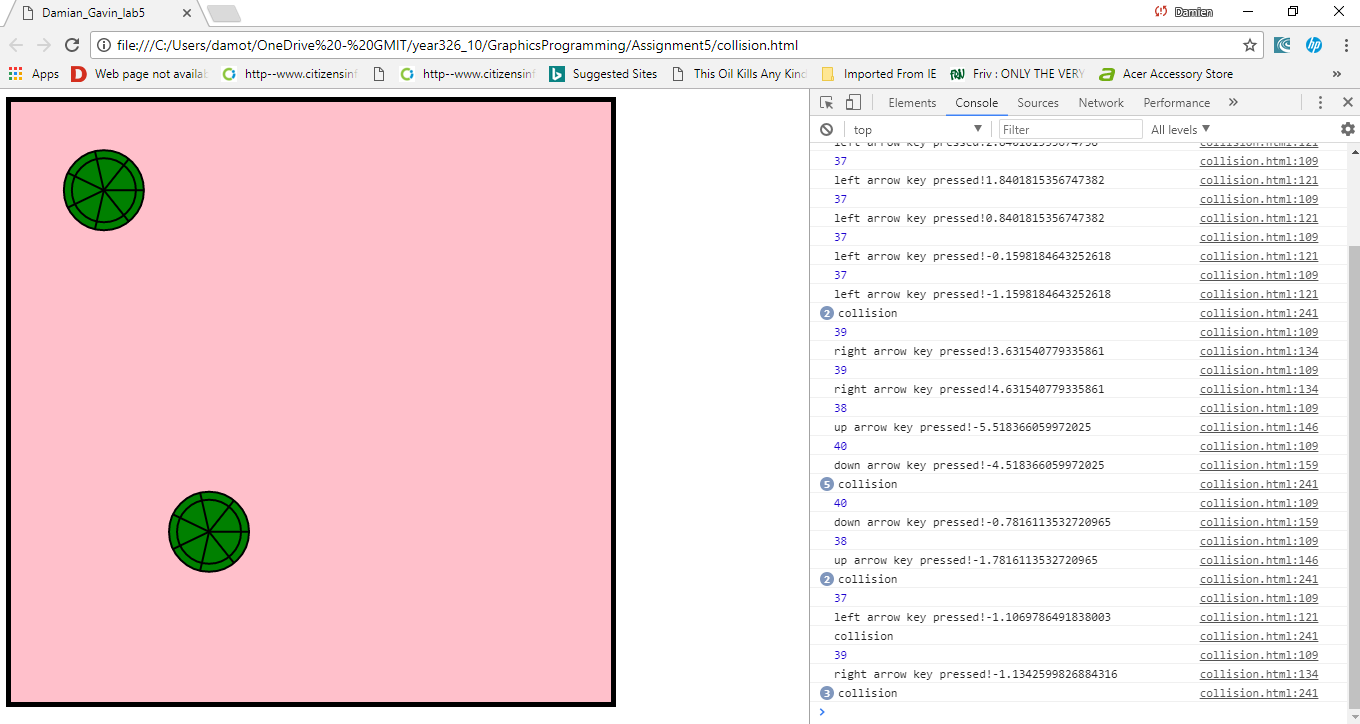 Damian_Gavin_lab5
Damien
file:///C:/Users/damot/OneDrive%20-%20GMIT/year326_10/GraphicsProgramming/Assignment5/collision.html
Apps Web page not availab http--www.citizensinf http--www.citizensinf Suggested Sites This Oil Kills Any Kind Imported From IE Friv : ONLY THE VERY Acer Accessory Store »
Elements Console Sources Network Performance »
top Filter All levels
left arrow key pressed! collision.html:121
37 collision.html:109
left arrow key pressed!1.8401815356747382 collision.html:121
37 collision.html:109
left arrow key pressed!0.8401815356747382 collision.html:121
37 collision.html:109
left arrow key pressed!-0.1598184643252618 collision.html:121
37 collision.html:109
left arrow key pressed!-1.1598184643252618 collision.html:121
2 collision collision.html:241
39 collision.html:109
right arrow key pressed!3.631540779335861 collision.html:134
39 collision.html:109
right arrow key pressed!4.631540779335861 collision.html:134
38 collision.html:109
up arrow key pressed!-5.518366059972025 collision.html:146
40 collision.html:109
down arrow key pressed!-4.518366059972025 collision.html:159
5 collision collision.html:241
40 collision.html:109
down arrow key pressed!-0.7816113532720965 collision.html:159
38 collision.html:109
up arrow key pressed!-1.7816113532720965 collision.html:146
2 collision collision.html:241
37 collision.html:109
left arrow key pressed!-1.1069786491838003 collision.html:121
collision collision.html:241
39 collision.html:109
right arrow key pressed!-1.1342599826884316 collision.html:134
3 collision collision.html:241